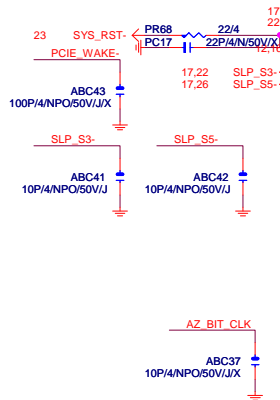 17
22
23 SYS_RST- PR68 22/4
PC17 22P/4/N/50V/X
PCIE_WAKE-
17,22 SLP_S3-
17,26 SLP_S5-
ABC43
100P/4/NPO/50V/J/X
SLP_S3- SLP_S5-
ABC41 ABC42
10P/4/NPO/50V/J 10P/4/NPO/50V/J
AZ_BIT_CLK
ABC37
10P/4/NPO/50V/J/X